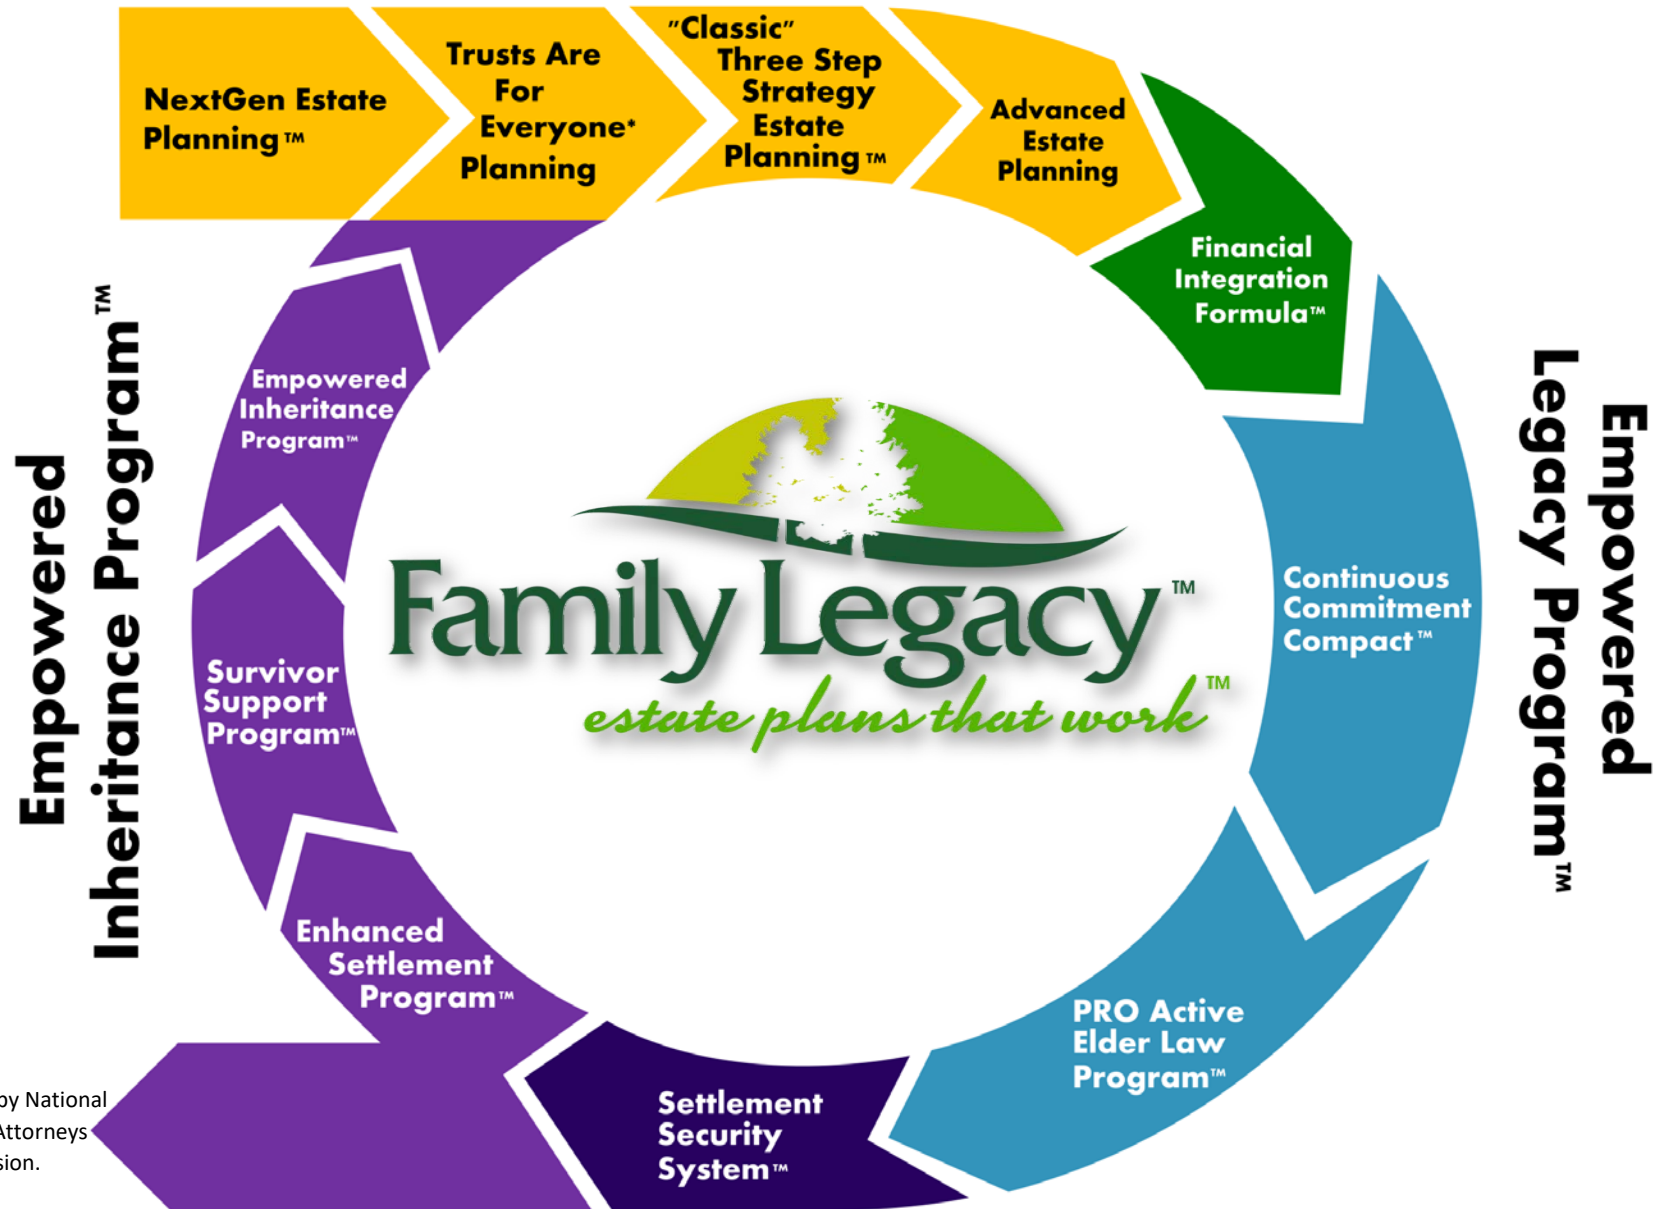 NextGen Estate
Planning™
Trusts Are
For
Everyone*
Planning
"Classic"
Three Step
Strategy
Estate
Planning™
Advanced
Estate
Planning
Financial
Integration
Formula™
Continuous
Commitment
Compact™
PRO Active
Elder Law
Program™
Settlement
Security
System™
Enhanced
Settlement
Program™
Survivor
Support
Program™
Empowered
Inheritance
Program™
Empowered
Inheritance Program™
Empowered
Legacy Program™
Family Legacy™
estate plans that work™
by National
Attorneys
sion.